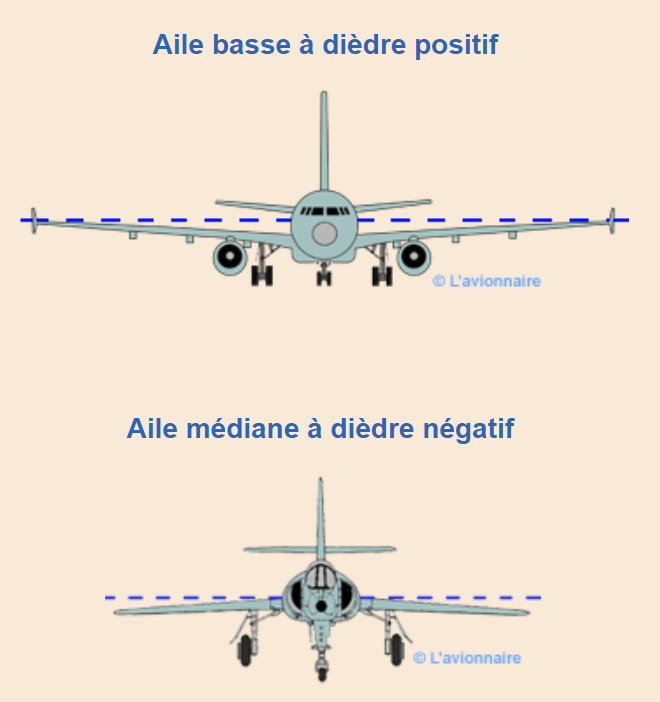 Aile basse à dièdre positif
© L'avionnaire
Aile médiane à dièdre négatif
© L'avionnaire